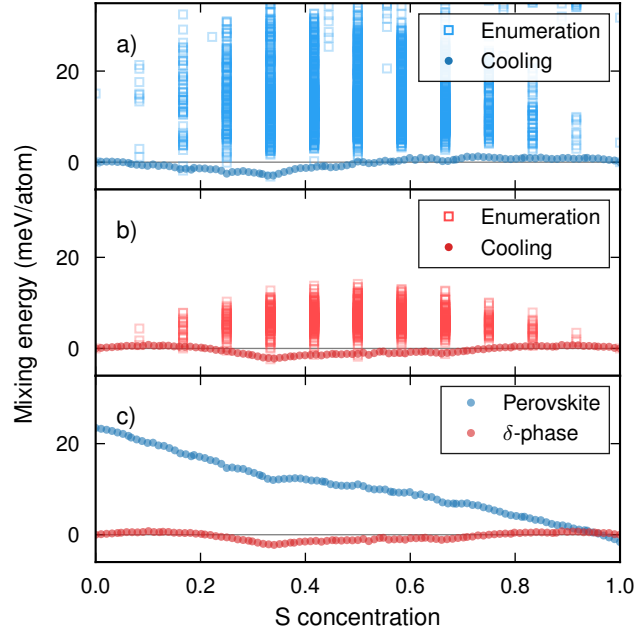 a)
Enumeration
Cooling
20
0
b)
Enumeration
Cooling
20
0
Mixing energy (meV/atom)
c)
Perovskite
δ-phase
20
0
0.0 0.2 0.4 0.6 0.8 1.0
S concentration